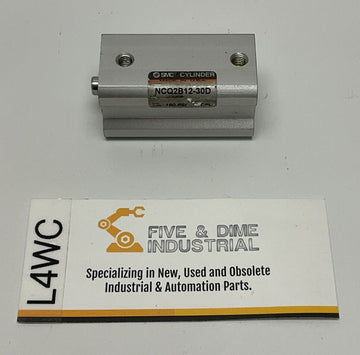 SMC CYLINDER
NCQ2B12-30D
L4WC
FIVE & DIME
INDUSTRIAL
Specializing in New, Used and Obsolete
Industrial & Automation Parts.